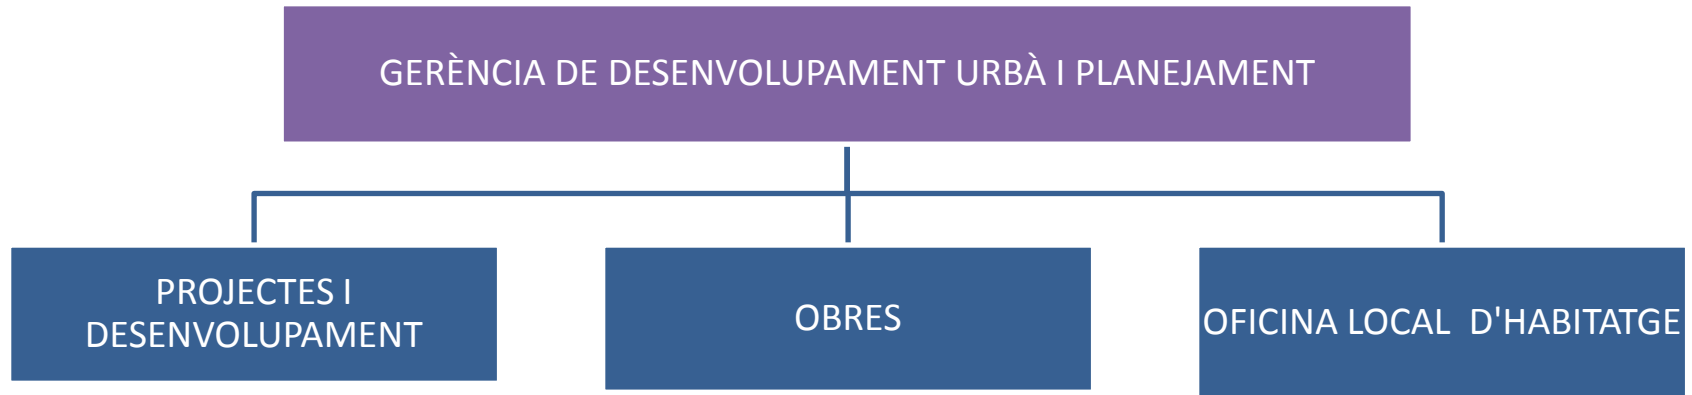 GERÈNCIA DE DESENVOLUPAMENT URBÀ I PLANEJAMENT
PROJECTES I
DESENVOLUPAMENT
OBRES
OFICINA LOCAL  D'HABITATGE